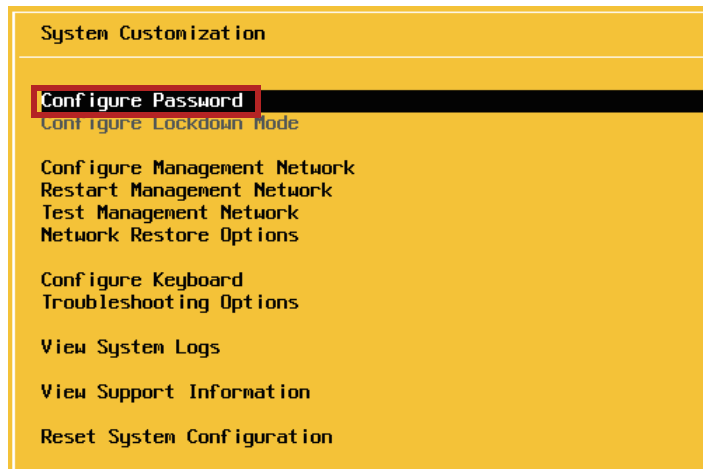 System Customization
Configure Password
Configure Lockdown Mode
Configure Management Network
Restart Management Network
Test Management Network
Network Restore Options
Configure Keyboard
Troubleshooting Options
View System Logs
View Support Information
Reset System Configuration